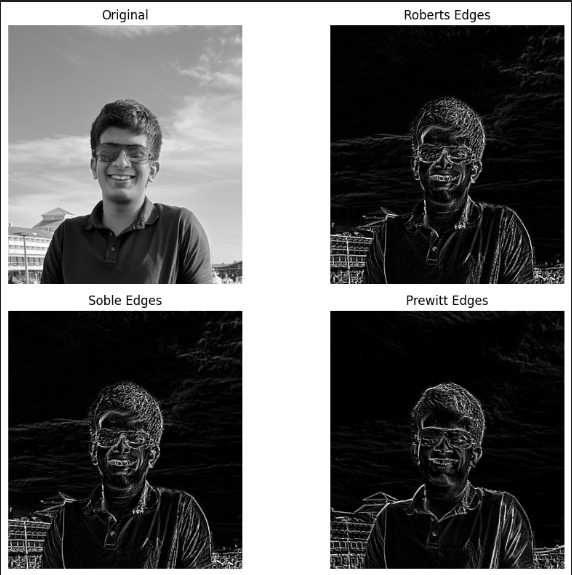 Original
Roberts Edges
Soble Edges
Prewitt Edges